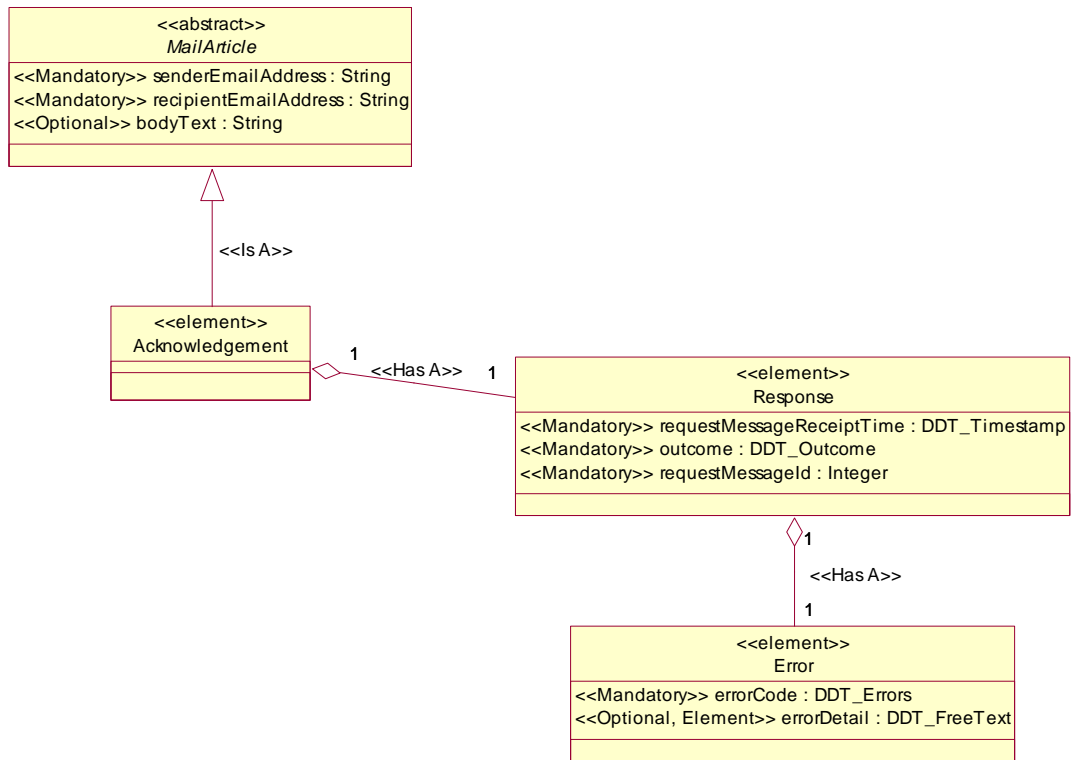 <<abstract>>
MailArticle
<<Mandatory>> senderEmailAddress : String
<<Mandatory>> recipientEmailAddress : String
<<Optional>> bodyText : String
<<Is A>>
<<element>>
Acknowledgement
1
<<Has A>>
1
<<element>>
Response
<<Mandatory>> requestMessageReceiptTime : DDT_Timestamp
<<Mandatory>> outcome : DDT_Outcome
<<Mandatory>> requestMessageId : Integer
1
<<Has A>>
1
<<element>>
Error
<<Mandatory>> errorCode : DDT_Errors
<<Optional, Element>> errorDetail : DDT_FreeText